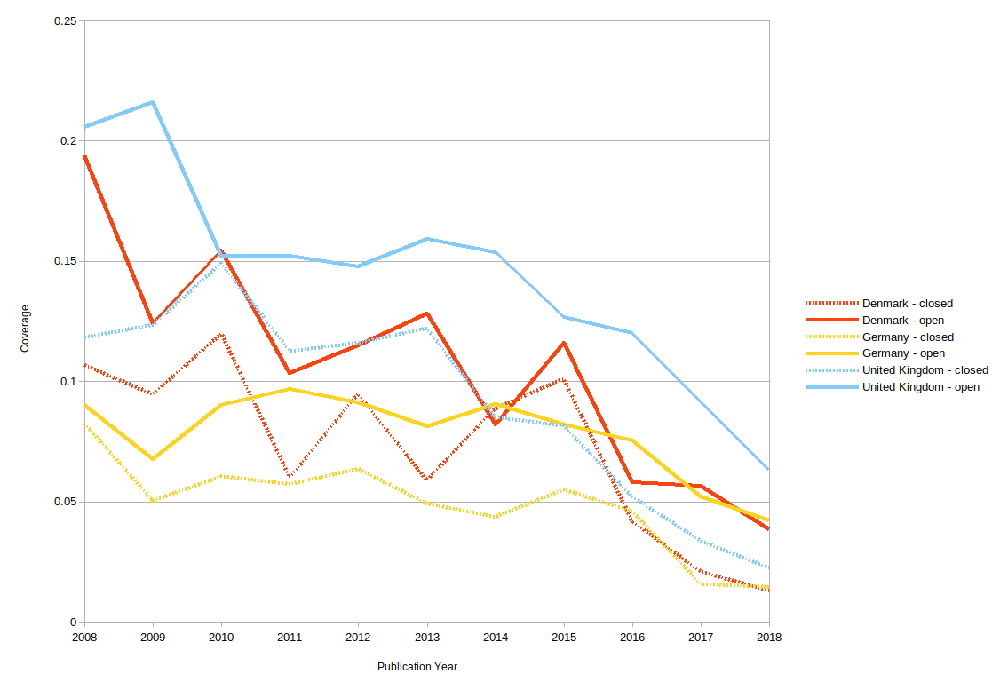 0.25
0.2
0.15
0.1
0.05
0
Coverage
2008 2009 2010 2011 2012 2013 2014 2015 2016 2017 2018
Publication Year
Denmark - closed
Denmark - open
Germany - closed
Germany - open
United Kingdom - closed
United Kingdom - open